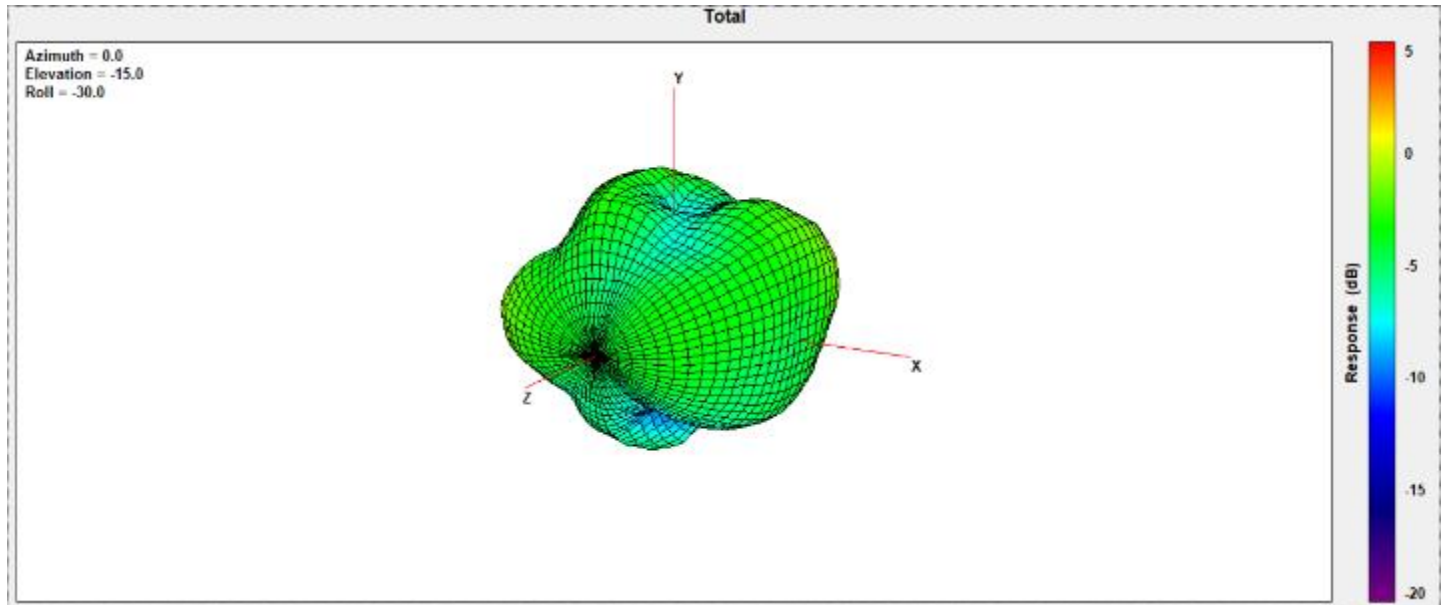 Total
Azimuth = 0.0
Elevation = -15.0
Roll = -30.0
Y
X
Z
5
0
-5
-10
-15
-20
Response (dB)